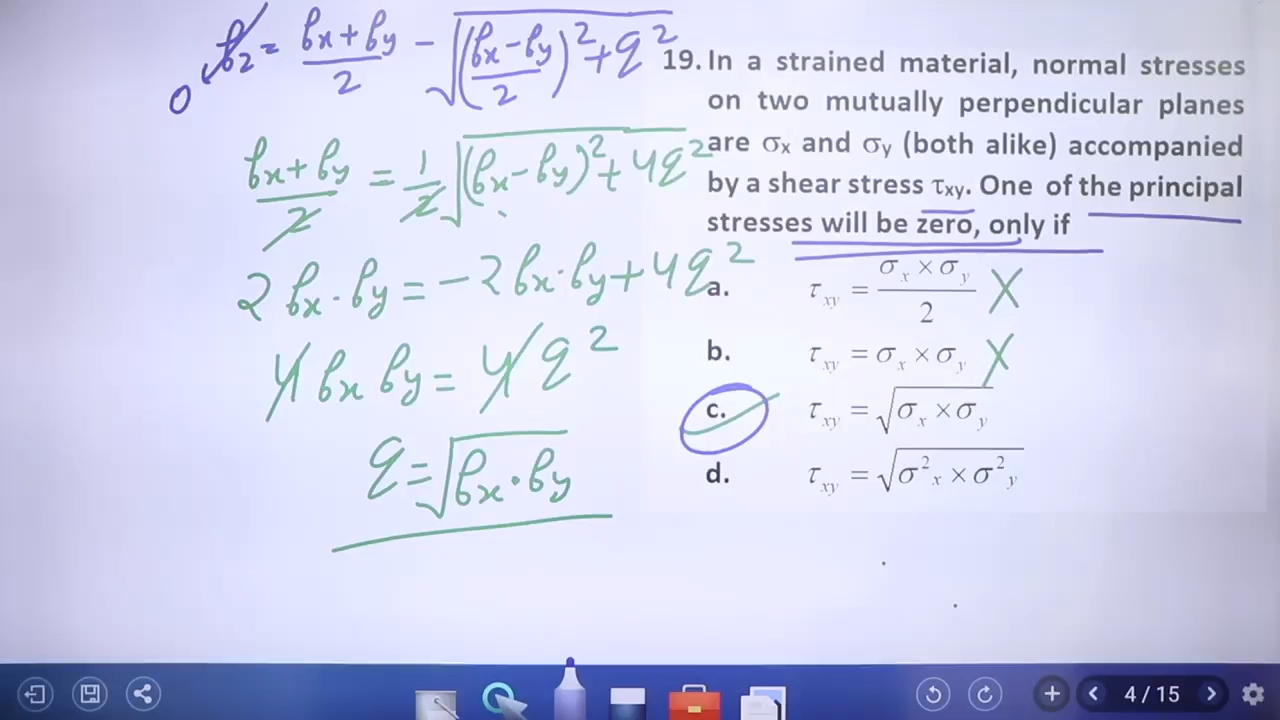 σ2 = σx + σy / 2 − √((σx − σy / 2)² + q²)
0
σx + σy / 2 = 1/2 √((σx − σy)² + 4q²)
2 σx · σy = −2 σx · σy + 4q²
4 σx σy = 4 q²
q = √σx · σy
19. In a strained material, normal stresses
on two mutually perpendicular planes
are σx and σy (both alike) accompanied
by a shear stress τxy. One of the principal
stresses will be zero, only if
a. τxy = σx × σy / 2
b. τxy = σx × σy
c. τxy = √σx × σy
d. τxy = √σ²x × σ²y
4 / 15